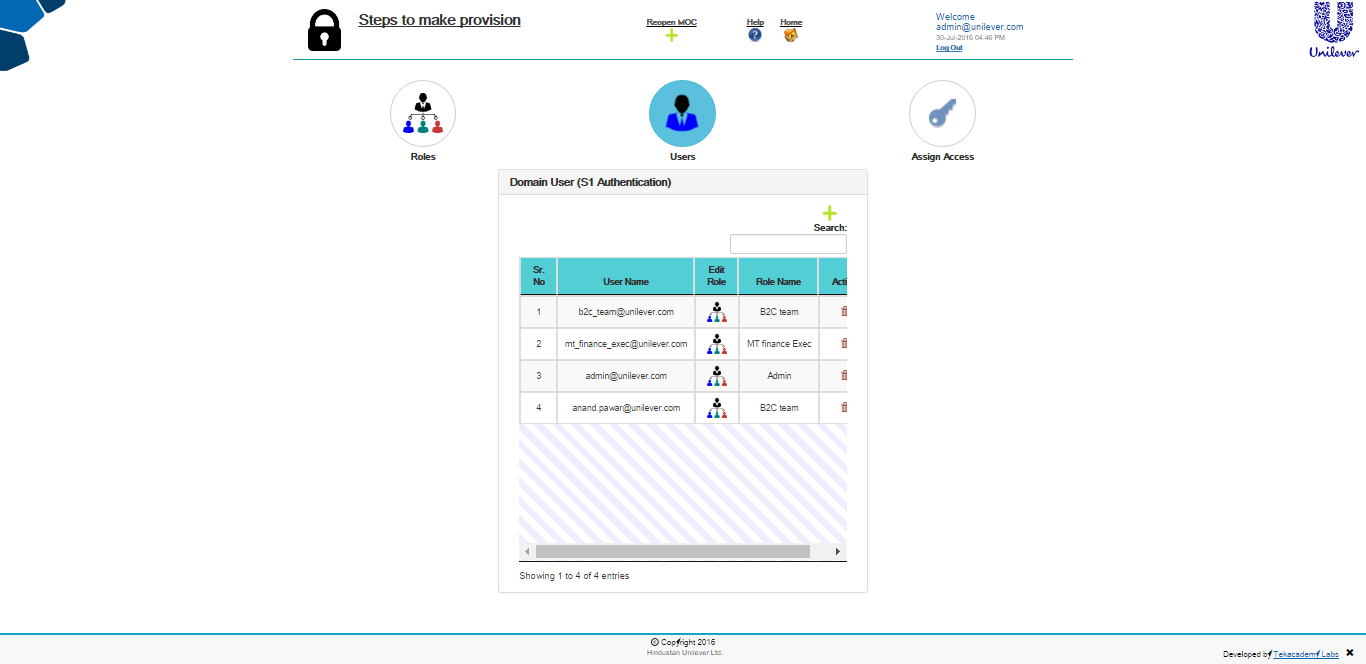 Steps to make provision
Reopen MOC
Help
Home
Welcome
admin@unilever.com
30-Jul-2016 04.46 PM
Log Out
Unilever
Roles
Users
Assign Access
Domain User (S1 Authentication)
Search:
Sr. No User Name Edit Role Role Name Acti
1 b2c_team@unilever.com B2C team
2 mt_finance_exec@unilever.com MT finance Exec
3 admin@unilever.com Admin
4 anand.pawar@unilever.com B2C team
Showing 1 to 4 of 4 entries
© Copyright 2016
Hindustan Unilever Ltd.
Developed by Tekacademy Labs